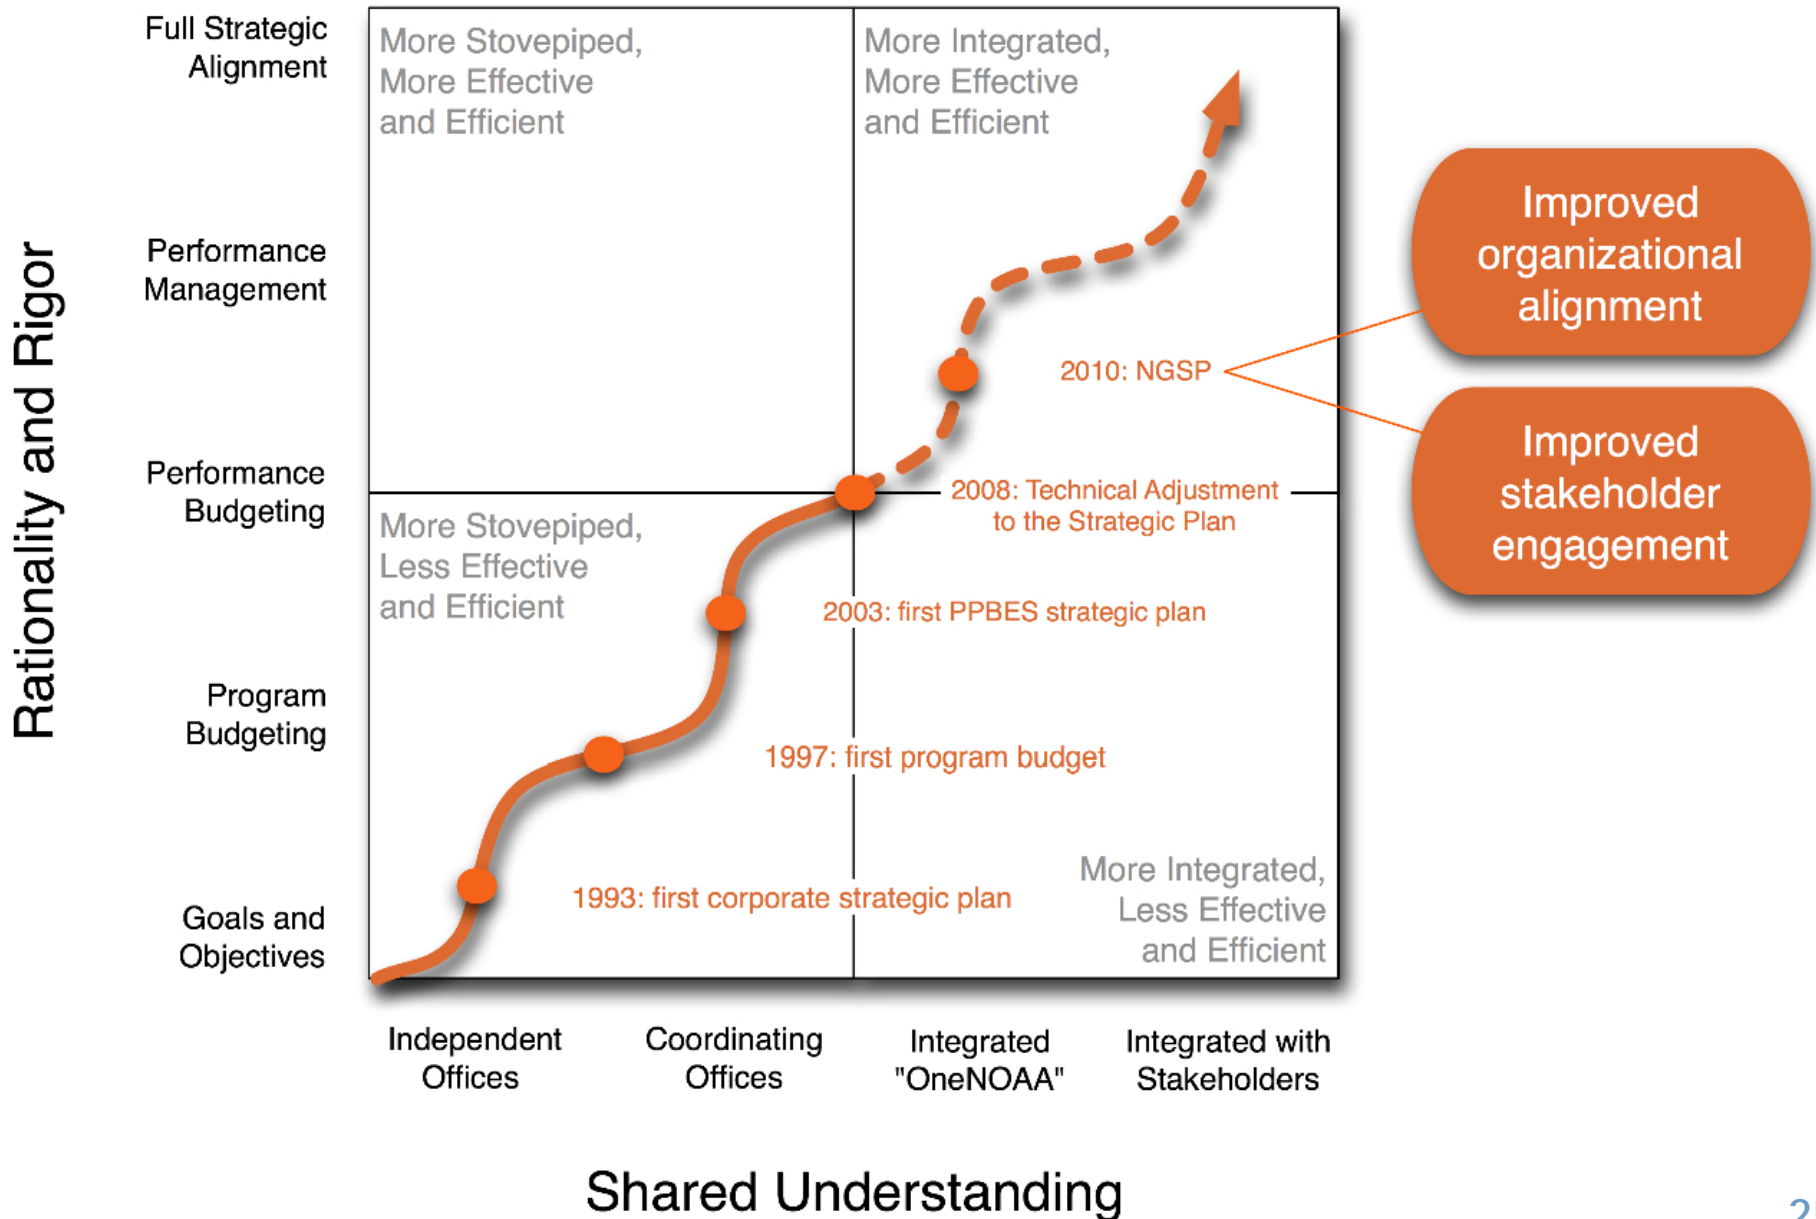 Full Strategic
Alignment
More Stovepiped,
More Effective
and Efficient
More Integrated,
More Effective
and Efficient
Improved
organizational
alignment
Performance
Management
Rationality and Rigor
2010: NGSP
Improved
stakeholder
engagement
Performance
Budgeting
2008: Technical Adjustment
to the Strategic Plan
More Stovepiped,
Less Effective
and Efficient
2003: first PPBES strategic plan
Program
Budgeting
1997: first program budget
More Integrated,
Less Effective
and Efficient
1993: first corporate strategic plan
Goals and
Objectives
Independent
Offices
Coordinating
Offices
Integrated
"OneNOAA"
Integrated with
Stakeholders
Shared Understanding
2